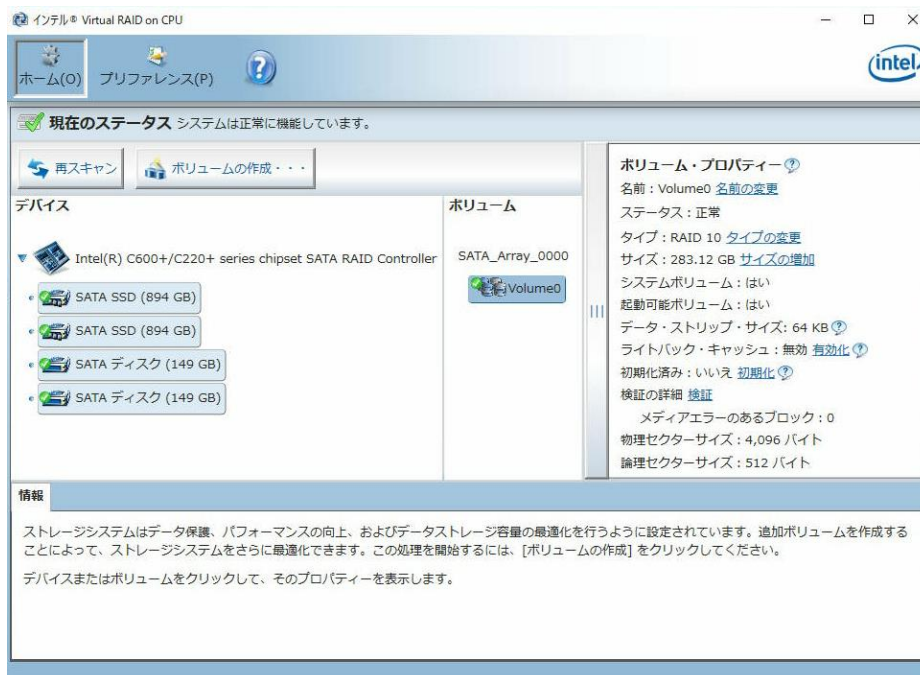 インテル® Virtual RAID on CPU
ホーム(O)
プリファレンス(P)
intel
現在のステータス システムは正常に機能しています。
再スキャン
ボリュームの作成・・・
デバイス
Intel(R) C600+/C220+ series chipset SATA RAID Controller
SATA SSD (894 GB)
SATA SSD (894 GB)
SATA ディスク (149 GB)
SATA ディスク (149 GB)
ボリューム
SATA_Array_0000
Volume0
ボリューム・プロパティー
名前：Volume0 名前の変更
ステータス：正常
タイプ：RAID 10 タイプの変更
サイズ：283.12 GB サイズの増加
システムボリューム：はい
起動可能ボリューム：はい
データ・ストリップ・サイズ: 64 KB
ライトバック・キャッシュ：無効 有効化
初期化済み：いいえ 初期化
検証の詳細 検証
メディアエラーのあるブロック：0
物理セクターサイズ：4,096 バイト
論理セクターサイズ：512 バイト
情報
ストレージシステムはデータ保護、パフォーマンスの向上、およびデータストレージ容量の最適化を行うように設定されています。追加ボリュームを作成する
ことによって、ストレージシステムをさらに最適化できます。この処理を開始するには、[ボリュームの作成] をクリックしてください。
デバイスまたはボリュームをクリックして、そのプロパティーを表示します。